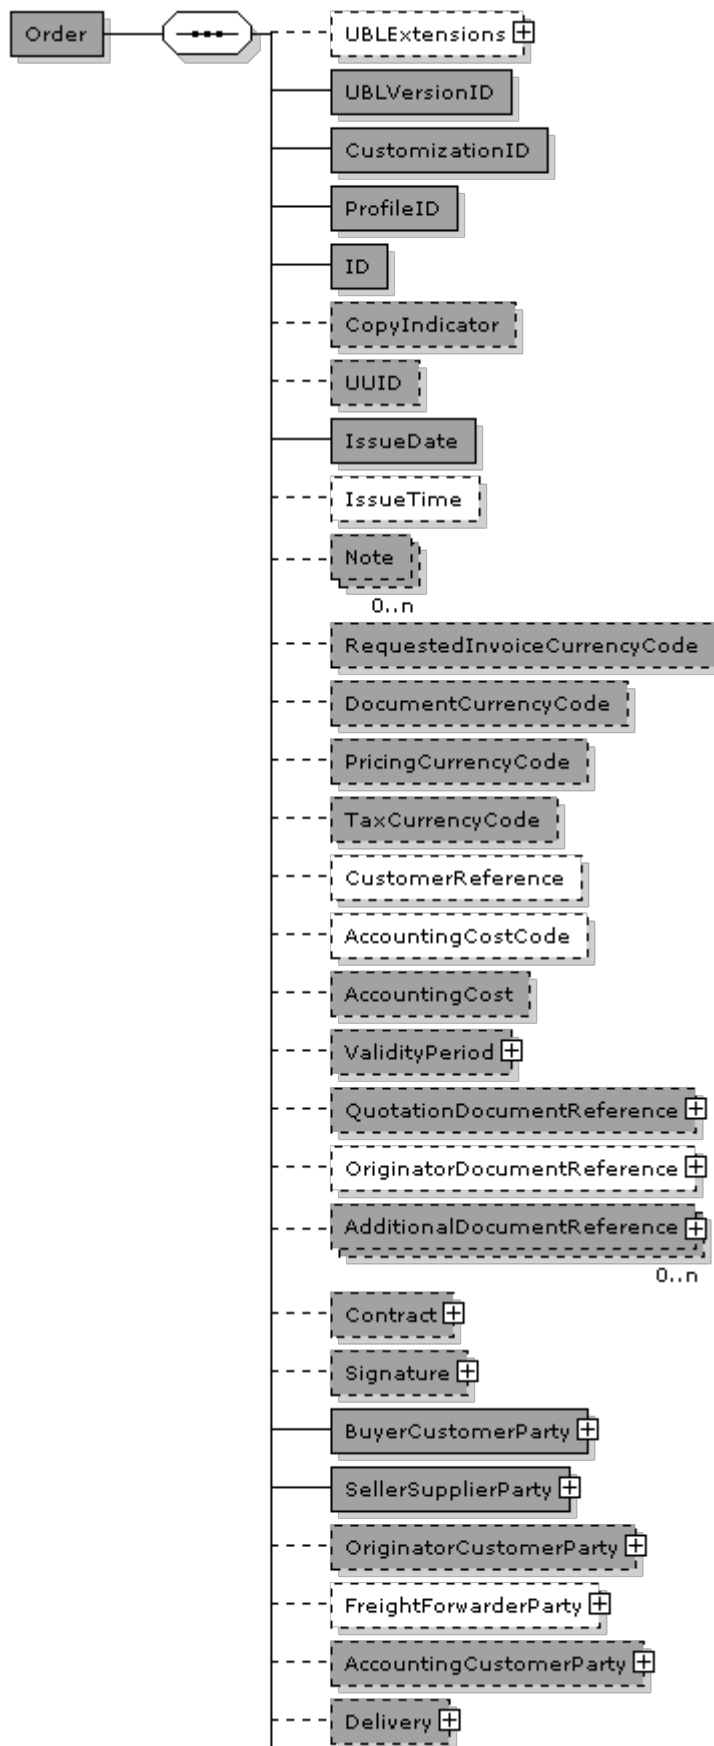 Order
UBLExtensions
UBLVersionID
CustomizationID
ProfileID
ID
CopyIndicator
UUID
IssueDate
IssueTime
Note
0..n
RequestedInvoiceCurrencyCode
DocumentCurrencyCode
PricingCurrencyCode
TaxCurrencyCode
CustomerReference
AccountingCostCode
AccountingCost
ValidityPeriod
QuotationDocumentReference
OriginatorDocumentReference
AdditionalDocumentReference
0..n
Contract
Signature
BuyerCustomerParty
SellerSupplierParty
OriginatorCustomerParty
FreightForwarderParty
AccountingCustomerParty
Delivery